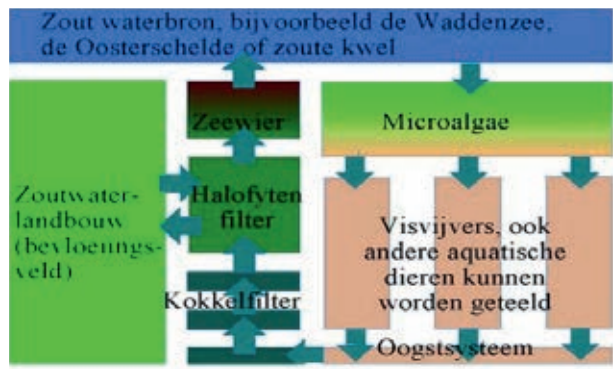 Zout waterbron, bijvoorbeeld de Waddenzee,
de Oosterschelde of zoute kwel
Zeewier
Microalgae
Zoutwater-
landbouw
(bevloeiings-
veld)
Halofyten
filter
Visvijvers, ook
andere aquatische
dieren kunnen
worden geteeld
Kokkelfilter
Oogstsysteem